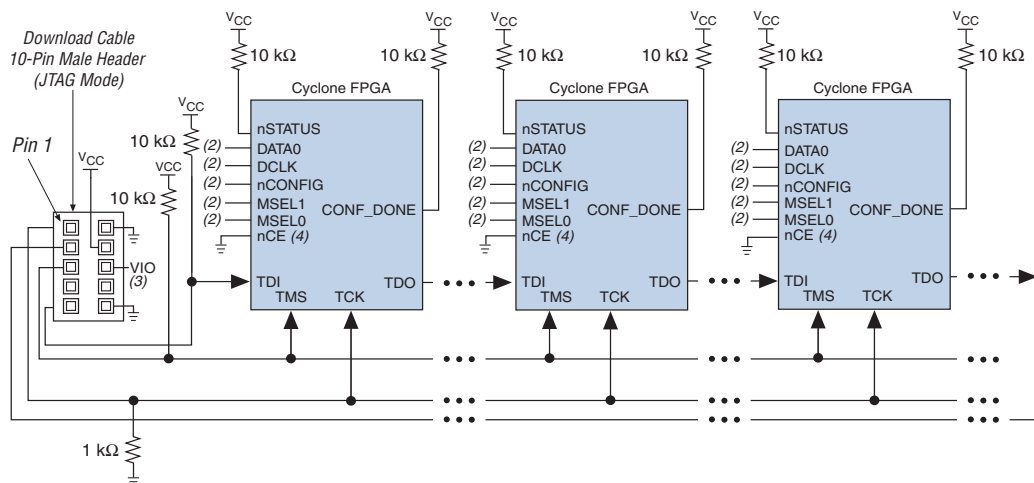 Download Cable
10-Pin Male Header
(JTAG Mode)
Pin 1
VCC
VCC
10 kΩ
VCC
10 kΩ
VIO
(3)
1 kΩ
VCC
10 kΩ
VCC
10 kΩ
Cyclone FPGA
nSTATUS
(2) DATA0
(2) DCLK
(2) nCONFIG
(2) MSEL1
(2) MSEL0
CONF_DONE
nCE (4)
TDI
TDO
TMS
TCK
VCC
10 kΩ
VCC
10 kΩ
Cyclone FPGA
nSTATUS
(2) DATA0
(2) DCLK
(2) nCONFIG
(2) MSEL1
(2) MSEL0
CONF_DONE
nCE (4)
TDI
TDO
TMS
TCK
VCC
10 kΩ
VCC
10 kΩ
Cyclone FPGA
nSTATUS
(2) DATA0
(2) DCLK
(2) nCONFIG
(2) MSEL1
(2) MSEL0
CONF_DONE
nCE (4)
TDI
TDO
TMS
TCK